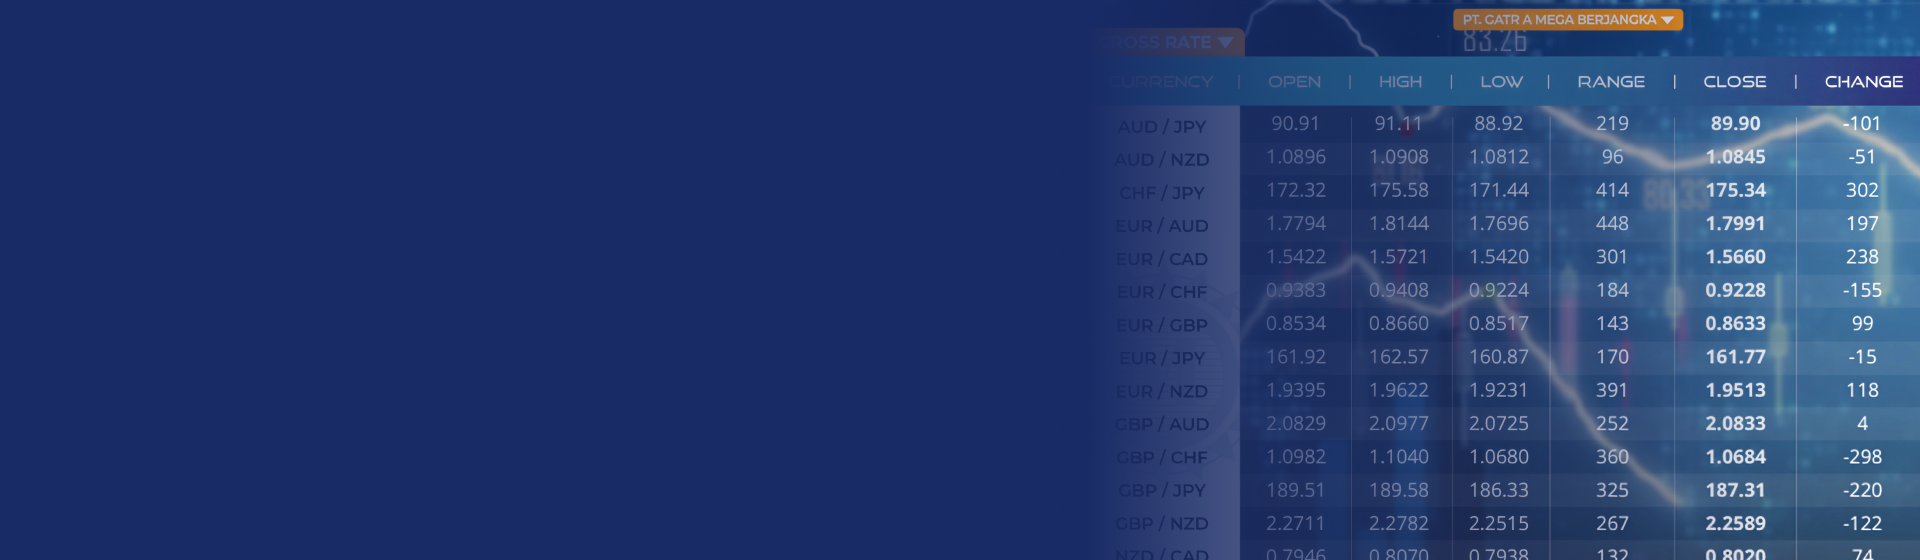 PT. GATRA MEGA BERJANGKA
83.26
CROSS RATE
CURRENCY | OPEN | HIGH | LOW | RANGE | CLOSE | CHANGE
AUD / JPY 90.91 91.11 88.92 219 89.90 -101
AUD / NZD 1.0896 1.0908 1.0812 96 1.0845 -51
CHF / JPY 172.32 175.58 171.44 414 175.34 302
80.33
EUR / AUD 1.7794 1.8144 1.7696 448 1.7991 197
EUR / CAD 1.5422 1.5721 1.5420 301 1.5660 238
EUR / CHF 0.9383 0.9408 0.9224 184 0.9228 -155
EUR / GBP 0.8534 0.8660 0.8517 143 0.8633 99
EUR / JPY 161.92 162.57 160.87 170 161.77 -15
EUR / NZD 1.9395 1.9622 1.9231 391 1.9513 118
GBP / AUD 2.0829 2.0977 2.0725 252 2.0833 4
GBP / CHF 1.0982 1.1040 1.0680 360 1.0684 -298
GBP / JPY 189.51 189.58 186.33 325 187.31 -220
GBP / NZD 2.2711 2.2782 2.2515 267 2.2589 -122
NZD / CAD 0.7946 0.8070 0.7938 132 0.8020 74